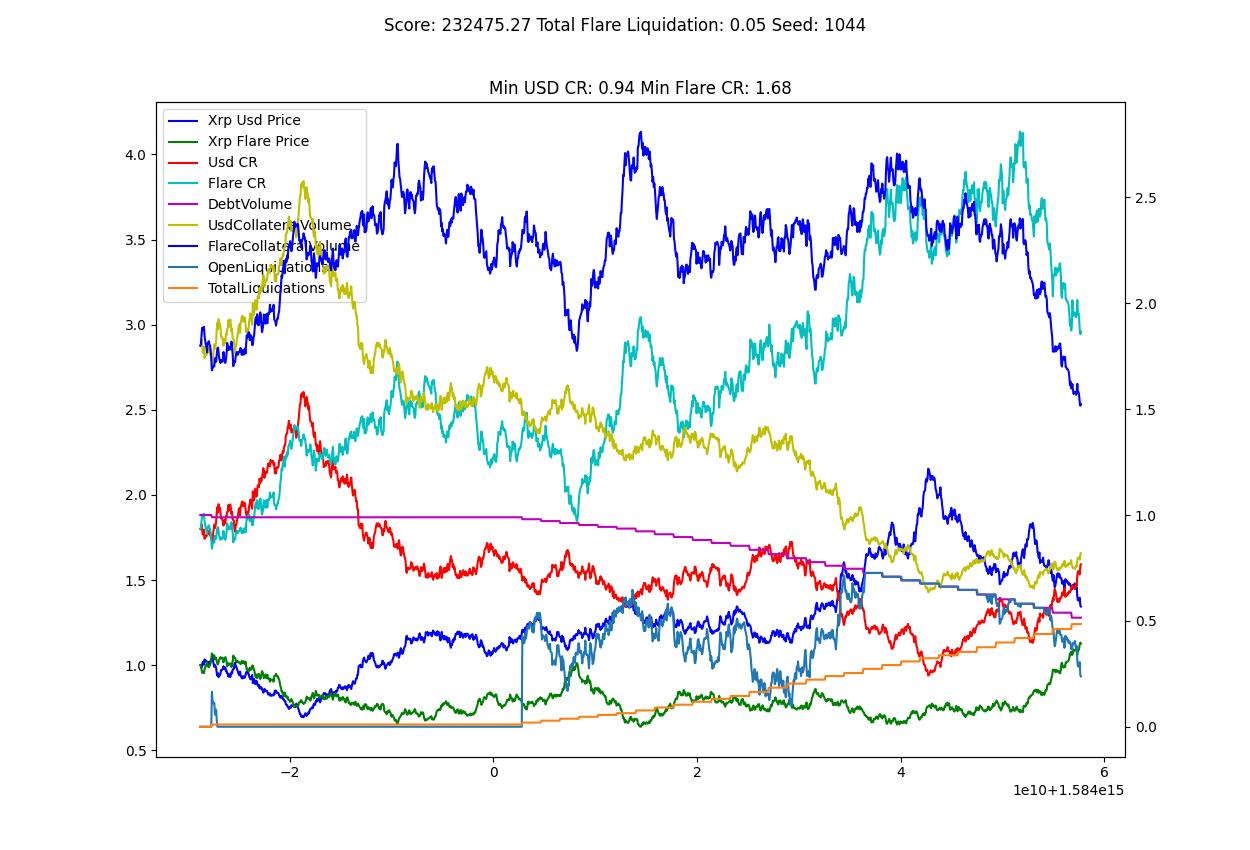 Score: 232475.27 Total Flare Liquidation: 0.05 Seed: 1044
Min USD CR: 0.94 Min Flare CR: 1.68
Xrp Usd Price
Xrp Flare Price
Usd CR
Flare CR
DebtVolume
UsdCollateralVolume
FlareCollateralVolume
OpenLiquidations
TotalLiquidations
4.0
3.5
3.0
2.5
2.0
1.5
1.0
0.5
2.5
2.0
1.5
1.0
0.5
0.0
−2 0 2 4 6
1e10+1.584e15